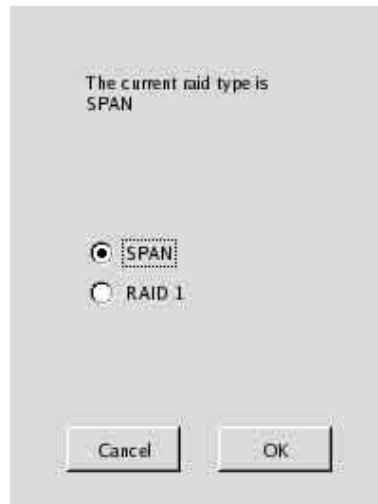 The current raid type is
SPAN
SPAN
RAID 1
Cancel
OK